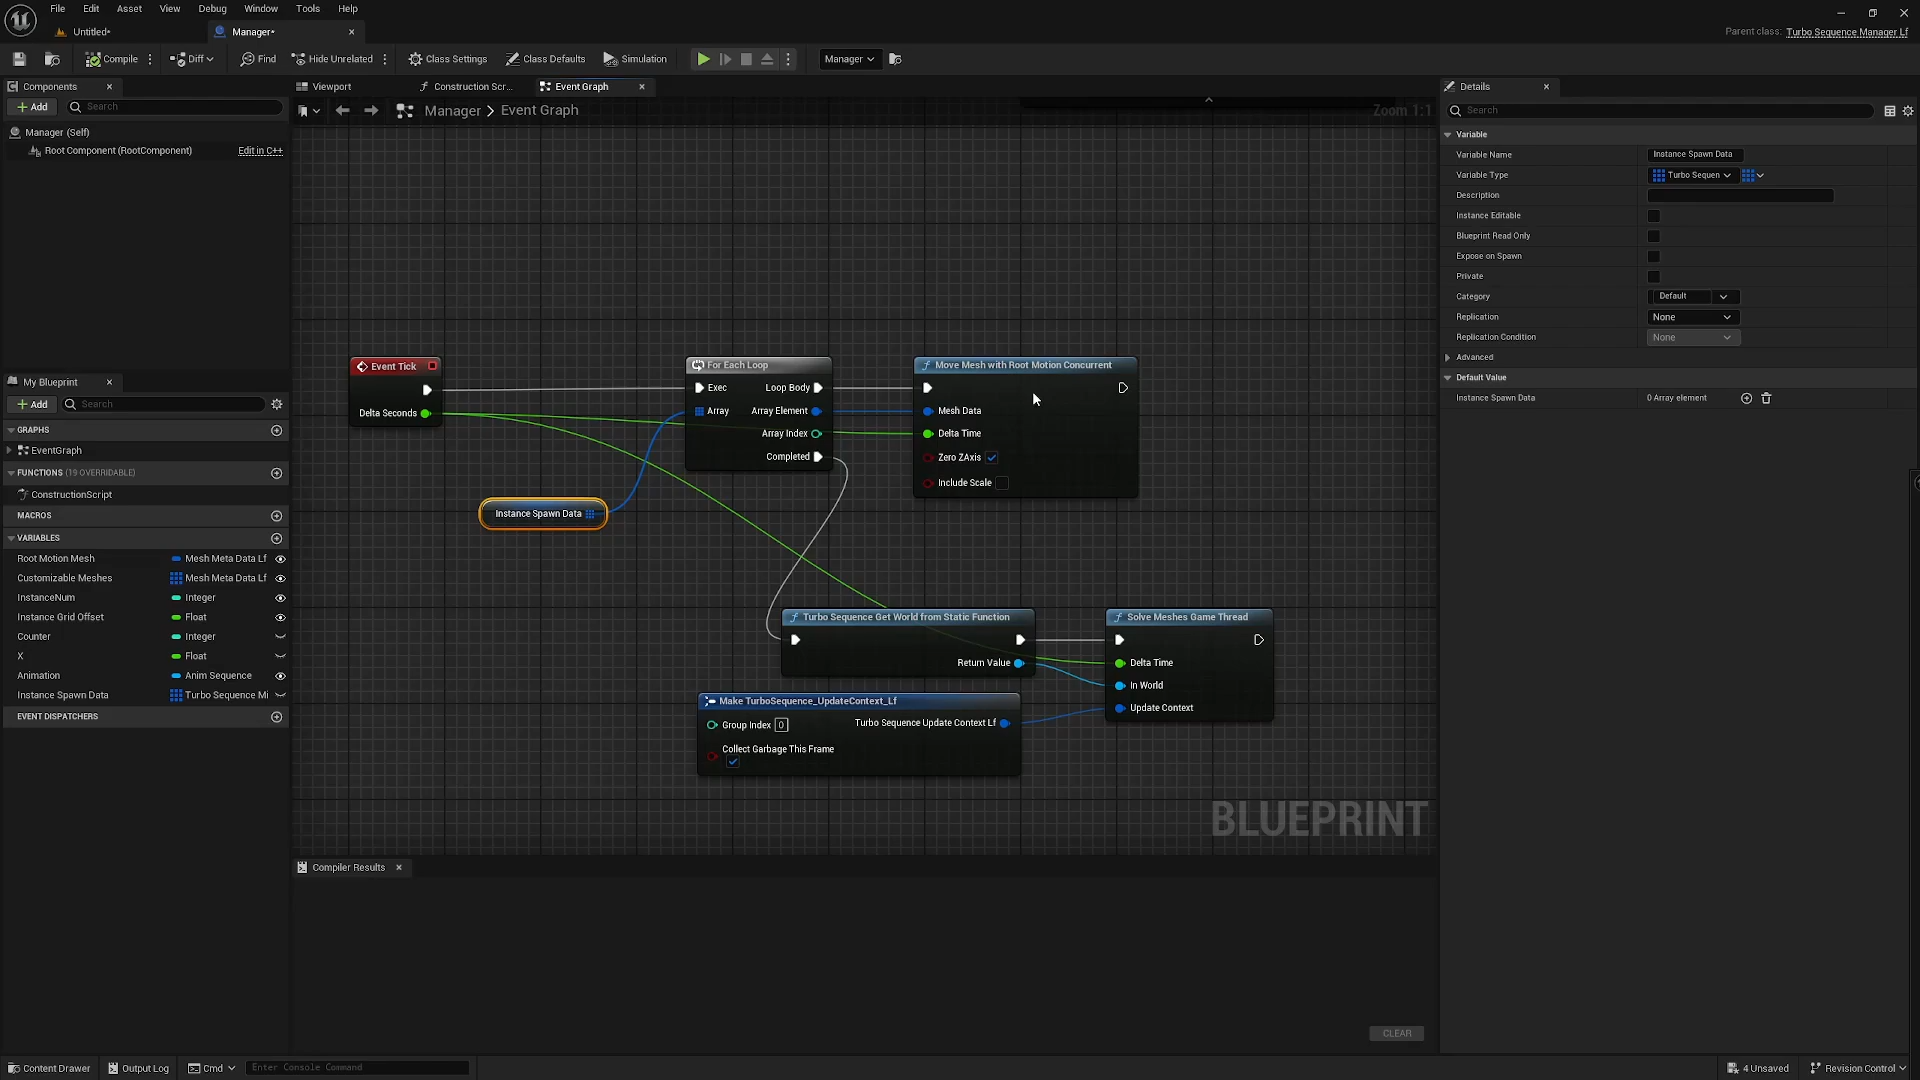 File Edit Asset View Debug Window Tools Help
Untitled*
Manager*
Parent class: Turbo Sequence Manager Lf
Compile
Diff
Find
Hide Unrelated
Class Settings
Class Defaults
Simulation
Manager
Components
Add
Search
Manager (Self)
Root Component (RootComponent)
Edit in C++
My Blueprint
Add
Search
GRAPHS
EventGraph
FUNCTIONS (19 OVERRIDABLE)
ConstructionScript
MACROS
VARIABLES
Root Motion Mesh Mesh Meta Data Lf
Customizable Meshes Mesh Meta Data Lf
InstanceNum Integer
Instance Grid Offset Float
Counter Integer
X Float
Animation Anim Sequence
Instance Spawn Data Turbo Sequence Mi
EVENT DISPATCHERS
Viewport
Construction Scr...
Event Graph
Manager > Event Graph
Zoom 1:1
Event Tick
Delta Seconds
For Each Loop
Exec Loop Body
Array Array Element
Array Index
Completed
Move Mesh with Root Motion Concurrent
Mesh Data
Delta Time
Zero ZAxis
Include Scale
Instance Spawn Data
Turbo Sequence Get World from Static Function
Return Value
Solve Meshes Game Thread
Delta Time
In World
Update Context
Make TurboSequence_UpdateContext_Lf
Group Index 0 Turbo Sequence Update Context Lf
Collect Garbage This Frame
BLUEPRINT
Compiler Results
CLEAR
Details
Search
Variable
Variable Name Instance Spawn Data
Variable Type Turbo Sequen
Description
Instance Editable
Blueprint Read Only
Expose on Spawn
Private
Category Default
Replication None
Replication Condition None
Advanced
Default Value
Instance Spawn Data 0 Array element
Content Drawer
Output Log
Cmd
Enter Console Command
4 Unsaved
Revision Control